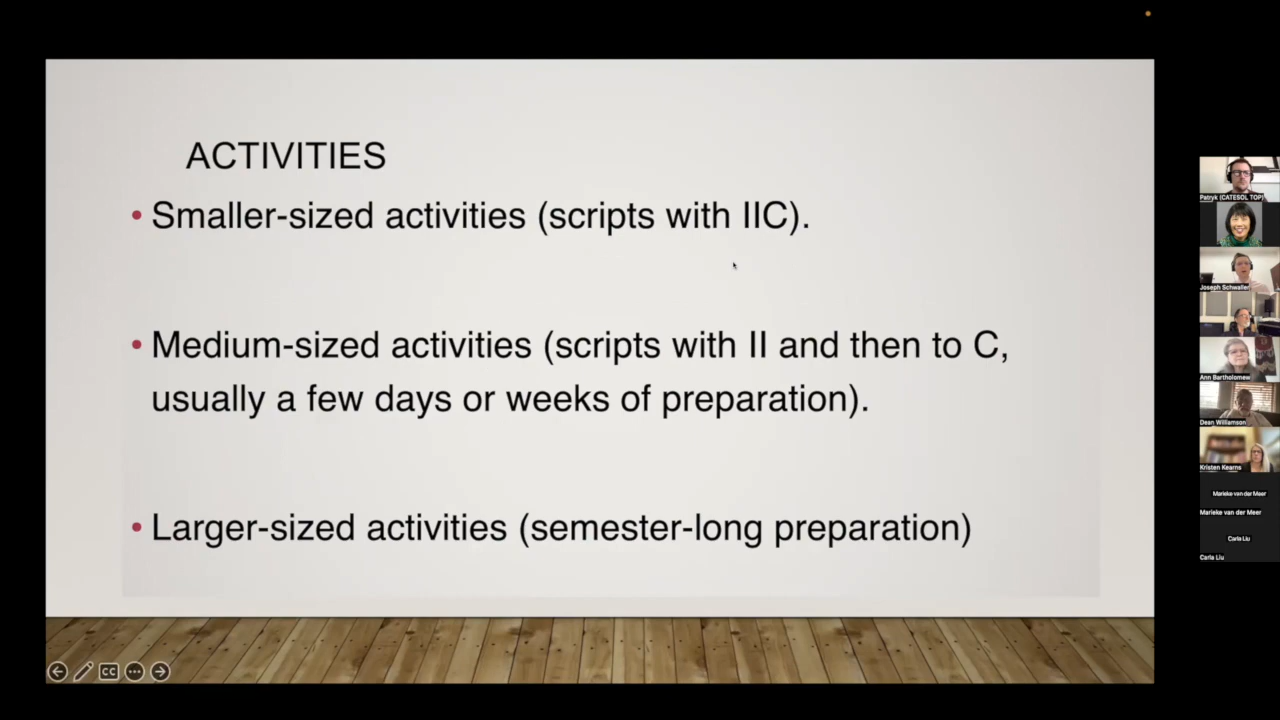 ACTIVITIES
• Smaller-sized activities (scripts with IIC).
• Medium-sized activities (scripts with II and then to C,
usually a few days or weeks of preparation).
• Larger-sized activities (semester-long preparation)
CC
Patryk (CATESOL TOP)
Joseph Schwaller
Ann Bartholomew
Dean Williamson
Kristen Kearns
Marieke van der Meer
Marieke van der Meer
Carla Liu
Carla Liu